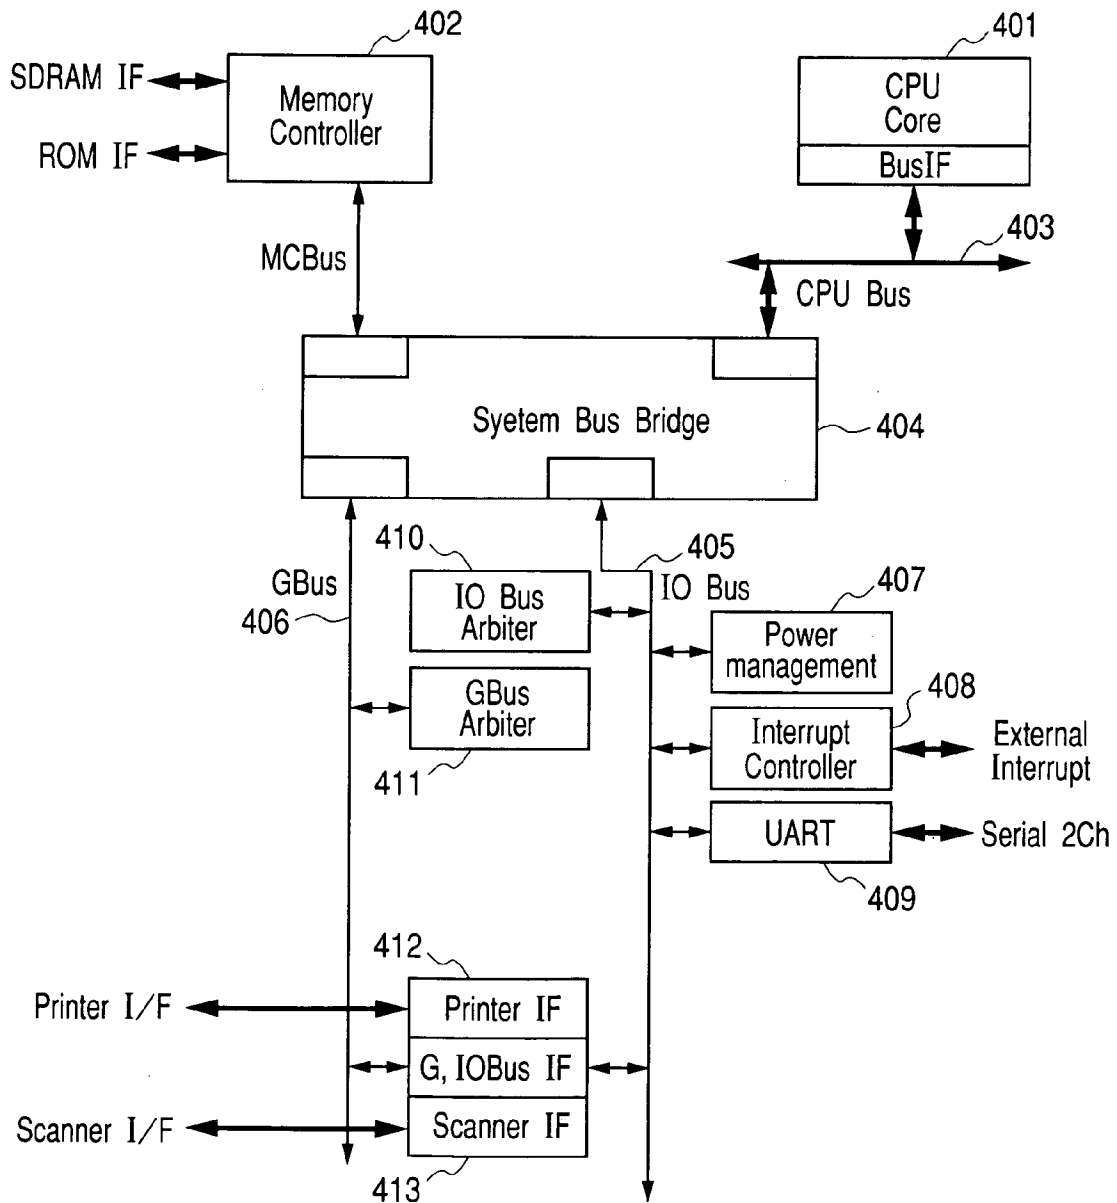 402
401
SDRAM IF
Memory
Controller
ROM IF
CPU
Core
BusIF
403
MCBus
CPU Bus
Syetem Bus Bridge
404
410
405
GBus
IO Bus
407
406
IO Bus
Arbiter
Power
management
GBus
Arbiter
408
411
Interrupt
Controller
External
Interrupt
UART
Serial 2Ch
409
412
Printer I/F
Printer IF
G, IOBus IF
Scanner I/F
Scanner IF
413